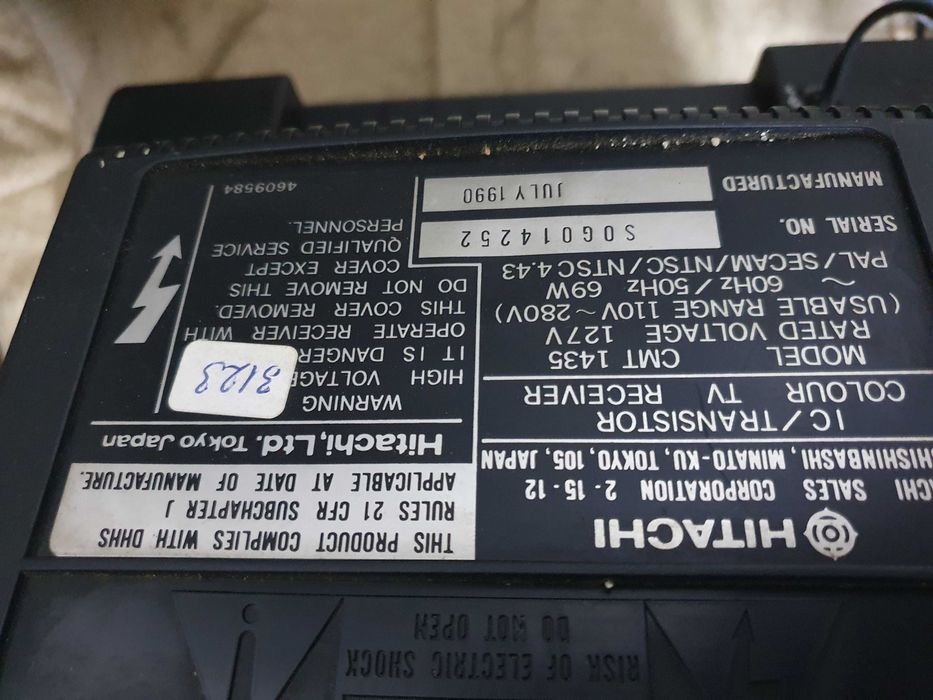 RISK OF ELECTRIC SHOCK
DO NOT OPEN
HITACHI
SALES CORPORATION 2-15-12
MINATO-KU, TOKYO, 105, JAPAN
IC/TRANSISTOR
COLOUR TV RECEIVER
MODEL CMT 1435
RATED VOLTAGE 127V
(USABLE RANGE 110V~280V)
~ 60Hz/50Hz 69W
PAL/SECAM/NTSC/NTSC4.43
SERIAL NO. S0G014252
MANUFACTURED JULY 1990
THIS PRODUCT COMPLIES WITH DHHS
RULES 21 CFR SUBCHAPTER J
APPLICABLE AT DATE OF MANUFACTURE.
Hitachi,Ltd. Tokyo Japan
WARNING
HIGH VOLTAGE
IT IS DANGER
OPERATE RECEIVER WITH
THIS COVER REMOVED.
DO NOT REMOVE THIS
COVER EXCEPT
QUALIFIED SERVICE
PERSONNEL.
4609584
3123